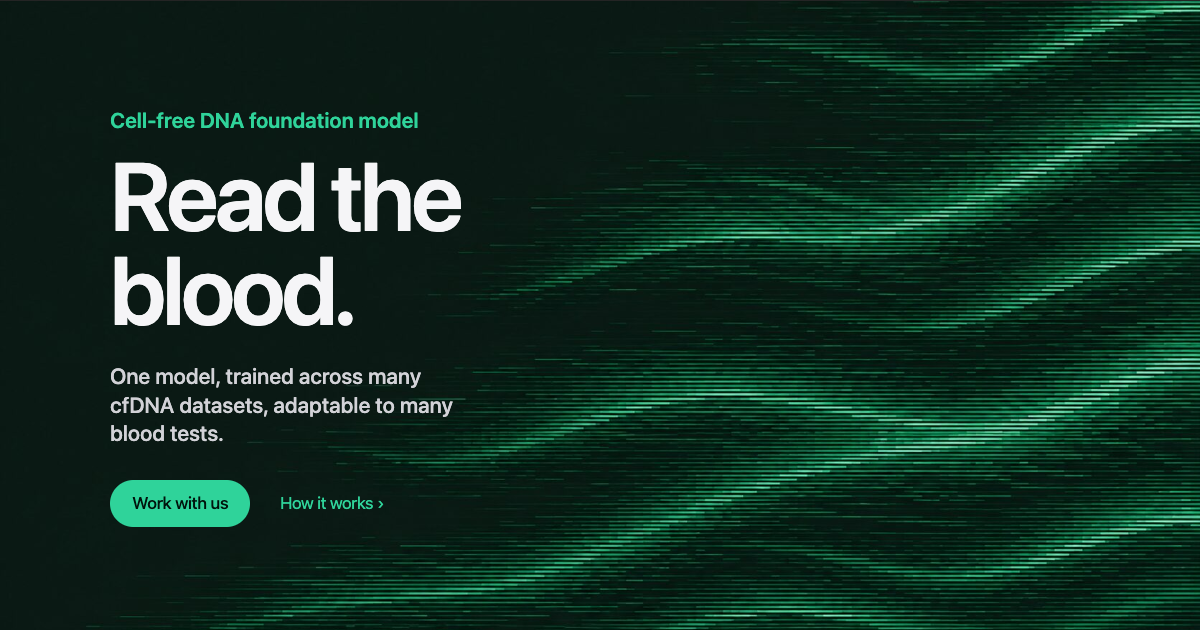 Cell-free DNA foundation model
Read the
blood.
One model, trained across many
cfDNA datasets, adaptable to many
blood tests.
Work with us
How it works ›